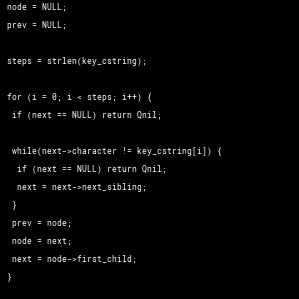 node = NULL;
prev = NULL;
steps = strlen(key_cstring);
for (i = 0; i < steps; i++) {
if (next == NULL) return Qnil;
while(next->character != key_cstring[i]) {
if (next == NULL) return Qnil;
next = next->next_sibling;
}
prev = node;
node = next;
next = node->first_child;
}